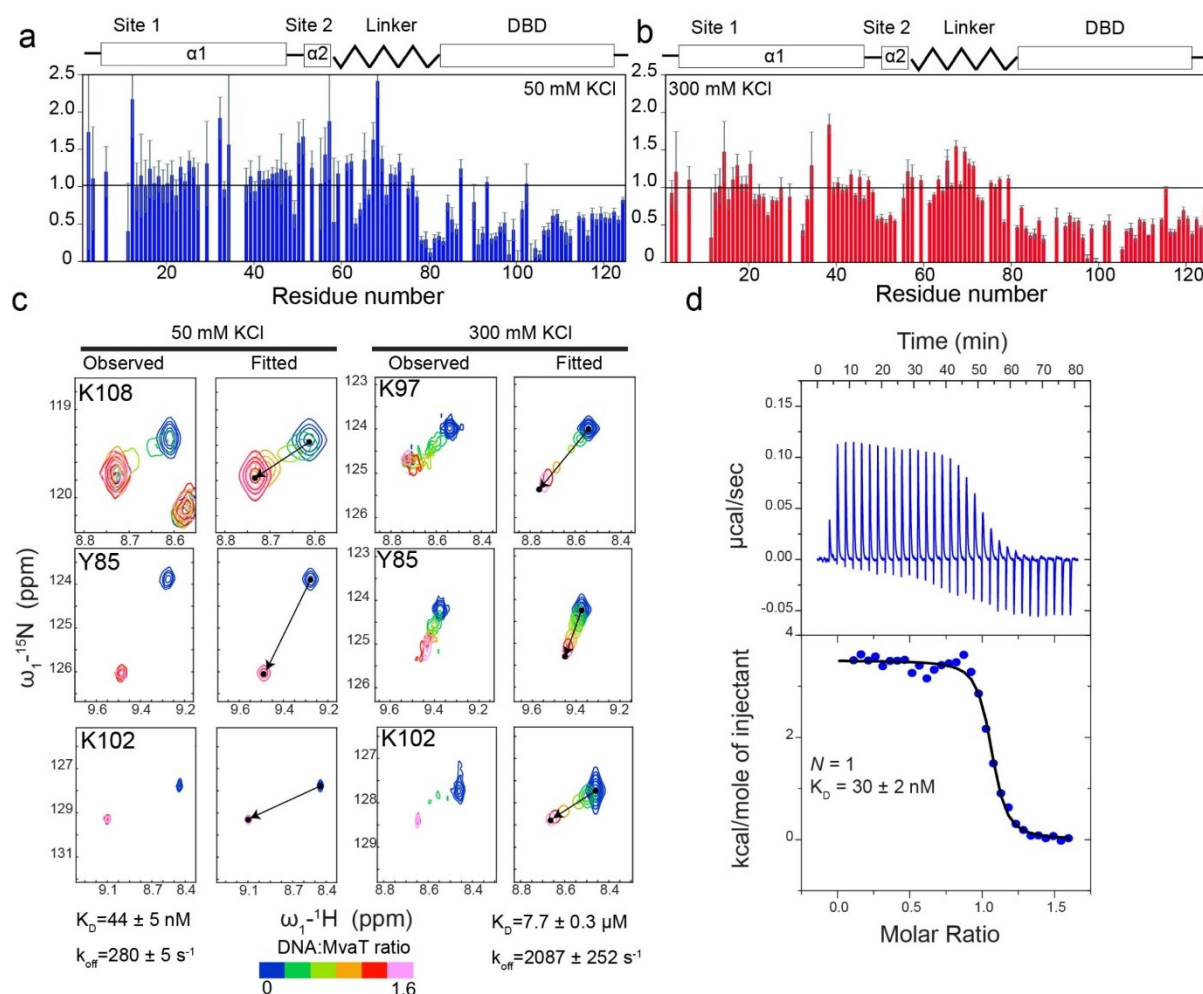 a
Site 1
Site 2
Linker
DBD
α1
α2
50 mM KCl
2.5
2.0
1.5
1.0
0.5
0
20 40 60 80 100 120
Residue number
b
Site 1
Site 2
Linker
DBD
α1
α2
300 mM KCl
2.5
2.0
1.5
1.0
0.5
0
20 40 60 80 100 120
Residue number
c
50 mM KCl 300 mM KCl
Observed Fitted Observed Fitted
K108
119
120
8.8 8.7 8.6 8.8 8.7 8.6
K97
123
124
125
126
8.8 8.6 8.4 8.8 8.6 8.4
Y85
124
125
126
9.6 9.4 9.2 9.6 9.4 9.2
Y85
123
124
125
126
9.6 9.4 9.2 9.6 9.4 9.2
K102
127
129
131
9.1 8.4 9.1 8.4
K102
127
128
129
8.8 8.6 8.4 8.8 8.6 8.4
ω₁-¹⁵N (ppm)
ω₁-¹H (ppm)
K_D=44 ± 5 nM
k_off=280 ± 5 s⁻¹
DNA:MvaT ratio
0 1.6
K_D=7.7 ± 0.3 μM
k_off=2087 ± 252 s⁻¹
d
Time (min)
0 10 20 30 40 50 60 70 80
0.15
0.10
0.05
0.00
-0.05
μcal/sec
4
2
0
kcal/mole of injectant
N = 1
K_D = 30 ± 2 nM
0.0 0.5 1.0 1.5
Molar Ratio